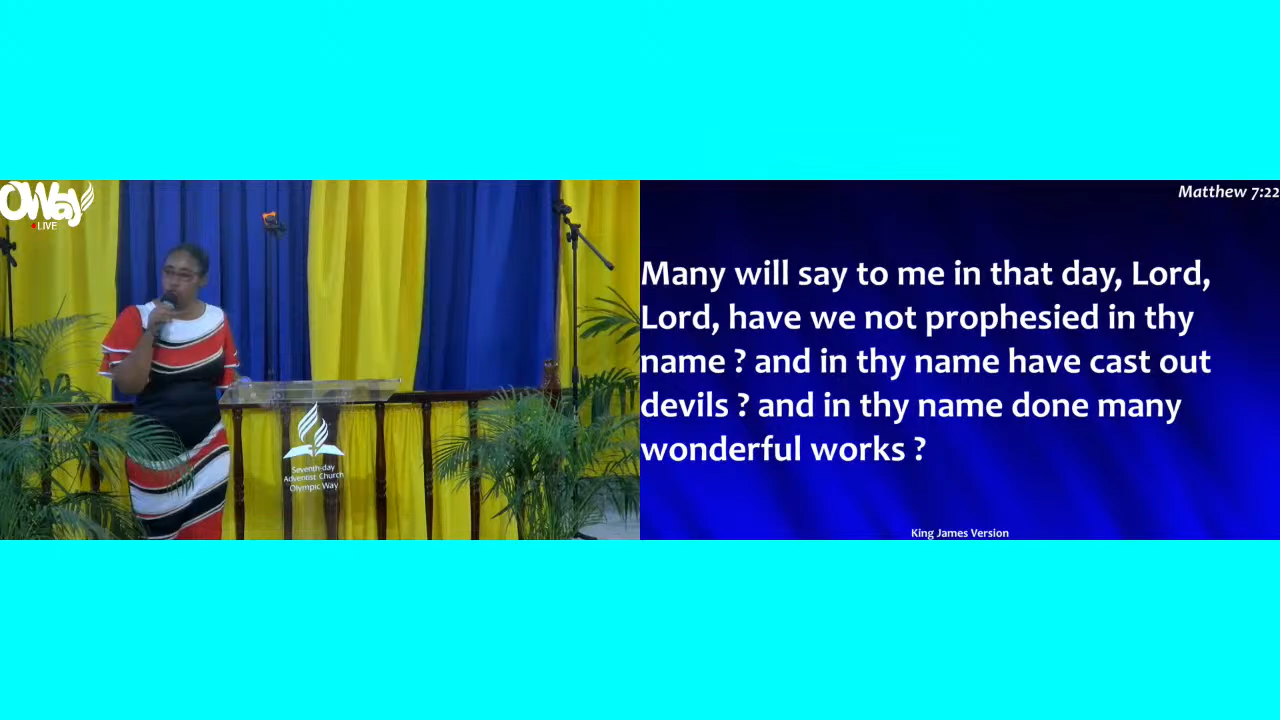 OWay
LIVE
Seventh-day
Adventist Church
Olympic Way
Matthew 7:22
Many will say to me in that day, Lord,
Lord, have we not prophesied in thy
name ? and in thy name have cast out
devils ? and in thy name done many
wonderful works ?
King James Version